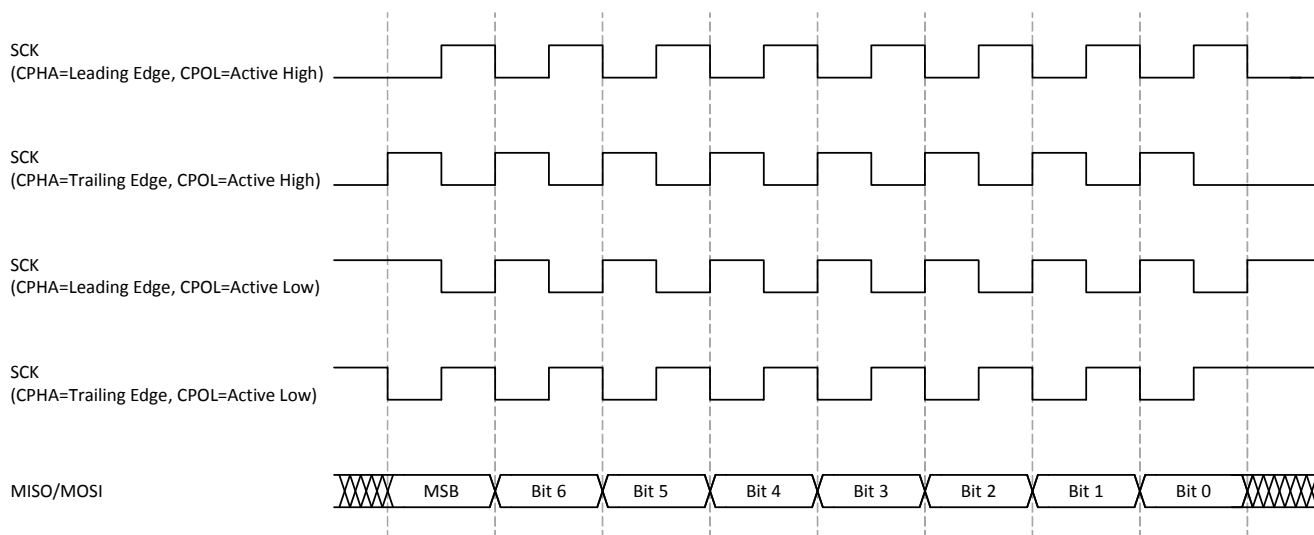 SCK
(CPHA=Leading Edge, CPOL=Active High)
SCK
(CPHA=Trailing Edge, CPOL=Active High)
SCK
(CPHA=Leading Edge, CPOL=Active Low)
SCK
(CPHA=Trailing Edge, CPOL=Active Low)
MISO/MOSI MSB Bit 6 Bit 5 Bit 4 Bit 3 Bit 2 Bit 1 Bit 0